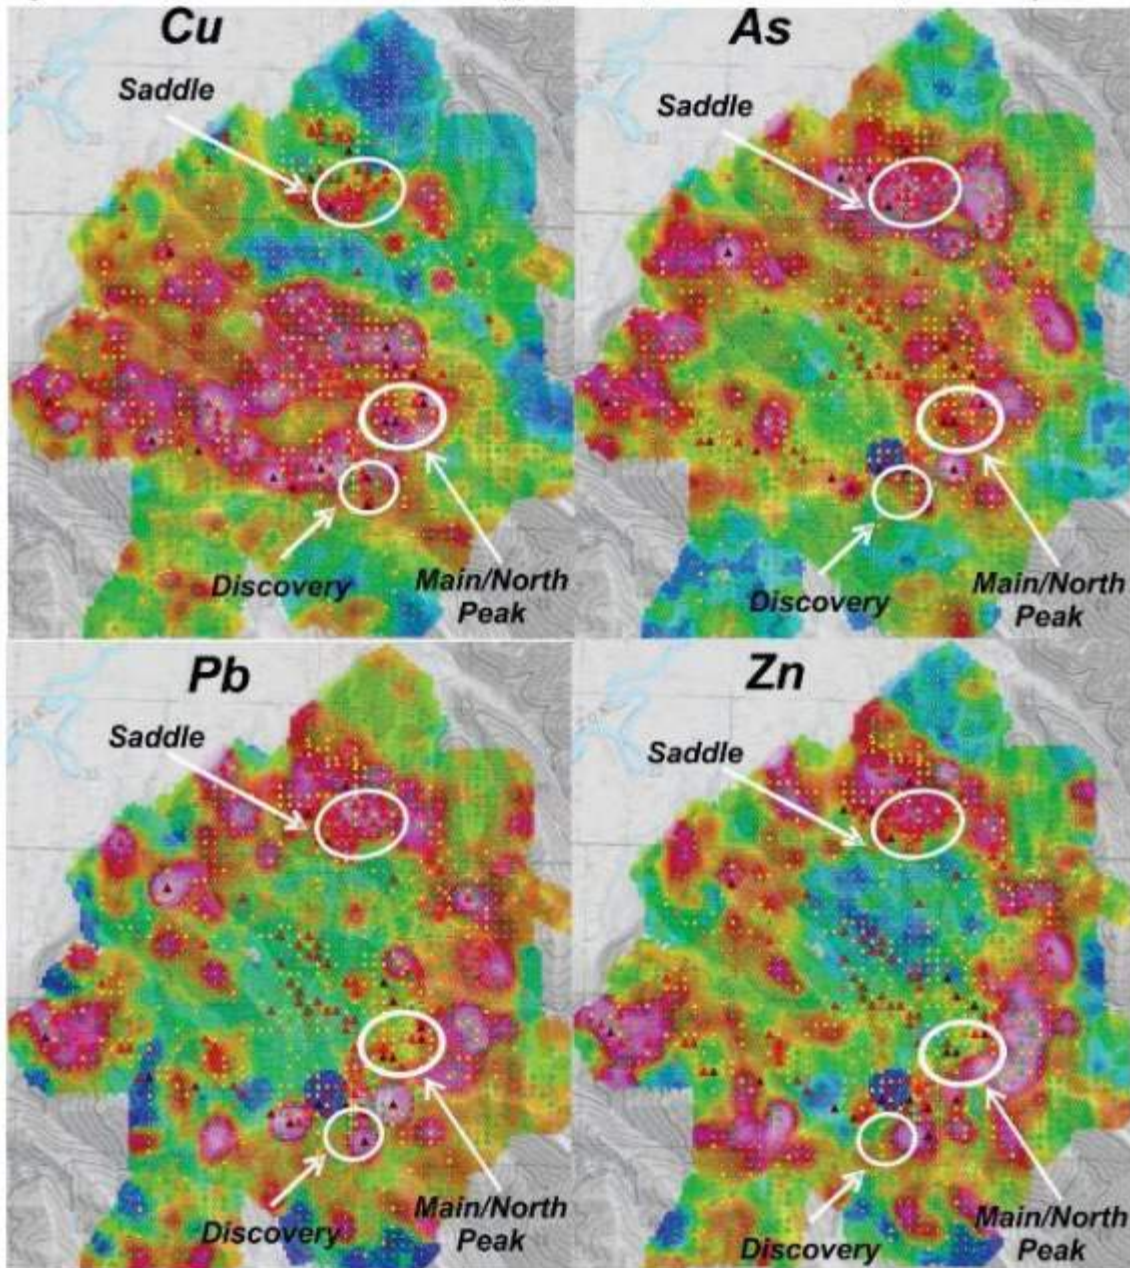 Cu
As
Saddle
Saddle
Discovery
Main/North
Peak
Discovery
Main/North
Peak
Pb
Zn
Saddle
Saddle
Discovery
Main/North
Peak
Discovery
Main/North
Peak